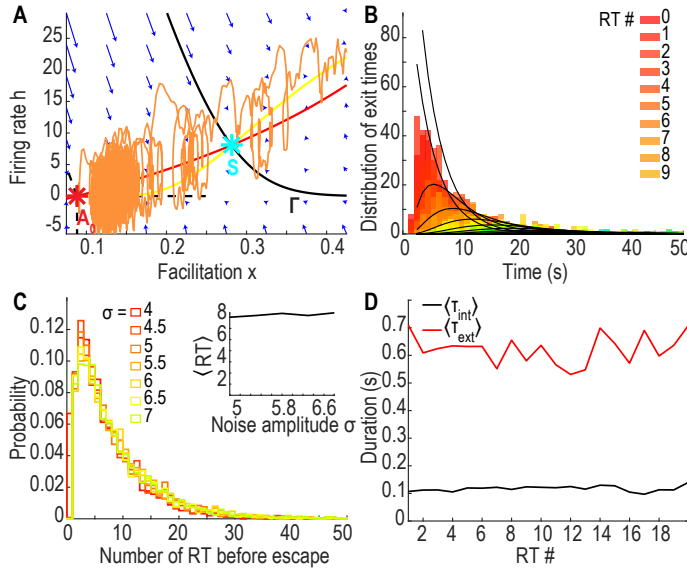 A
Firing rate h
25
20
15
10
5
0
-5
A₀
S
Γ
0.1 0.2 0.3 0.4
Facilitation x
B
RT #
0
1
2
3
4
5
6
7
8
9
Distribution of exit times
80
60
40
20
0
0 10 20 30 40 50
Time (s)
C
σ =
4
4.5
5
5.5
6
6.5
7
Probability
0.12
0.10
0.08
0.06
0.04
0.02
0
0 10 20 30 40 50
Number of RT before escape
⟨RT⟩
8
6
4
2
5 5.8 6.6
Noise amplitude σ
D
⟨τint⟩
⟨τext⟩
Duration (s)
0.7
0.6
0.5
0.4
0.3
0.2
0.1
0
2 4 6 8 10 12 14 16 18
RT #